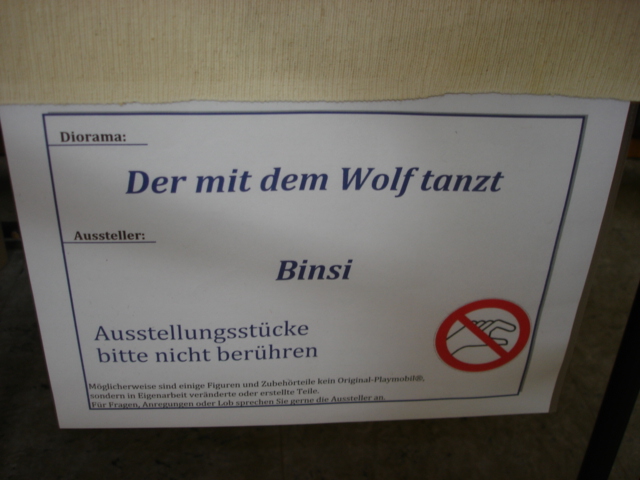 Diorama:
Der mit dem Wolf tanzt
Aussteller:
Binsi
Ausstellungsstücke
bitte nicht berühren
Möglicherweise sind einige Figuren und Zubehörteile kein Original-Playmobil®,
sondern in Eigenarbeit veränderte oder erstellte Teile.
Für Fragen, Anregungen oder Lob sprechen Sie gerne die Aussteller an.